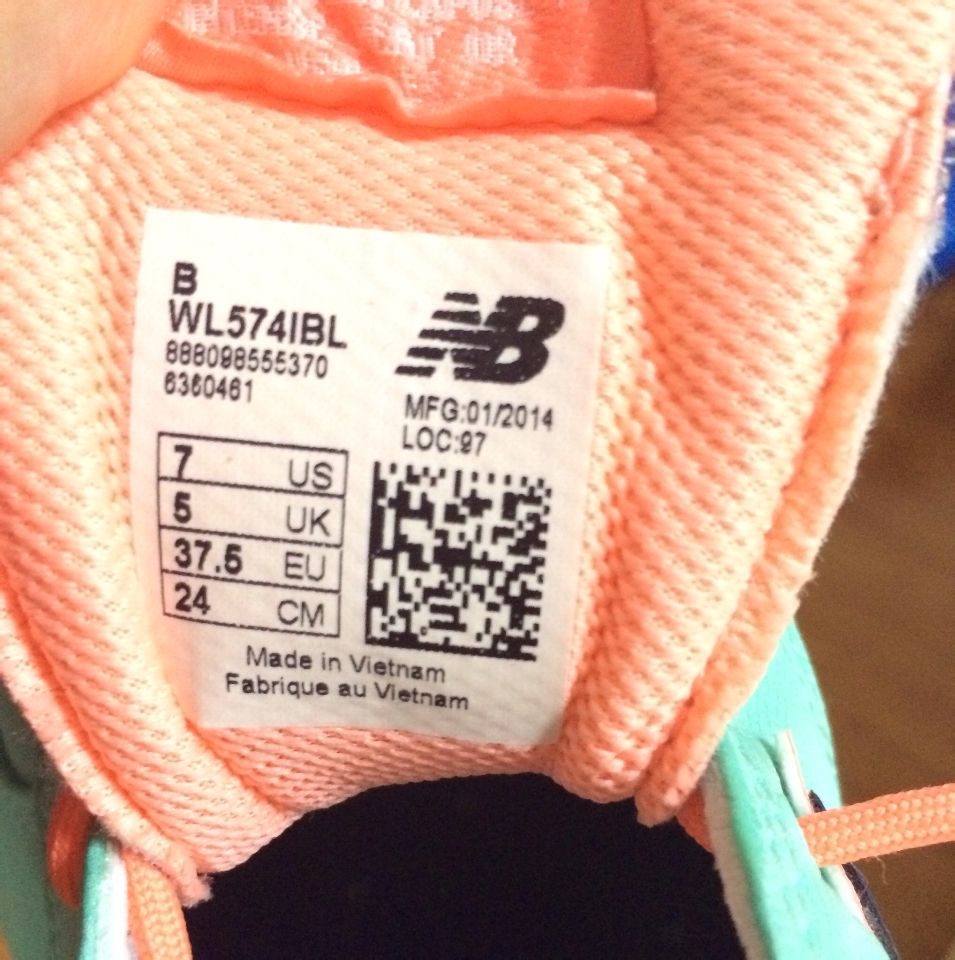 B
WL574IBL
888098555370
6360461
NB
MFG:01/2014
LOC:97
7 US
5 UK
37.5 EU
24 CM
Made in Vietnam
Fabrique au Vietnam